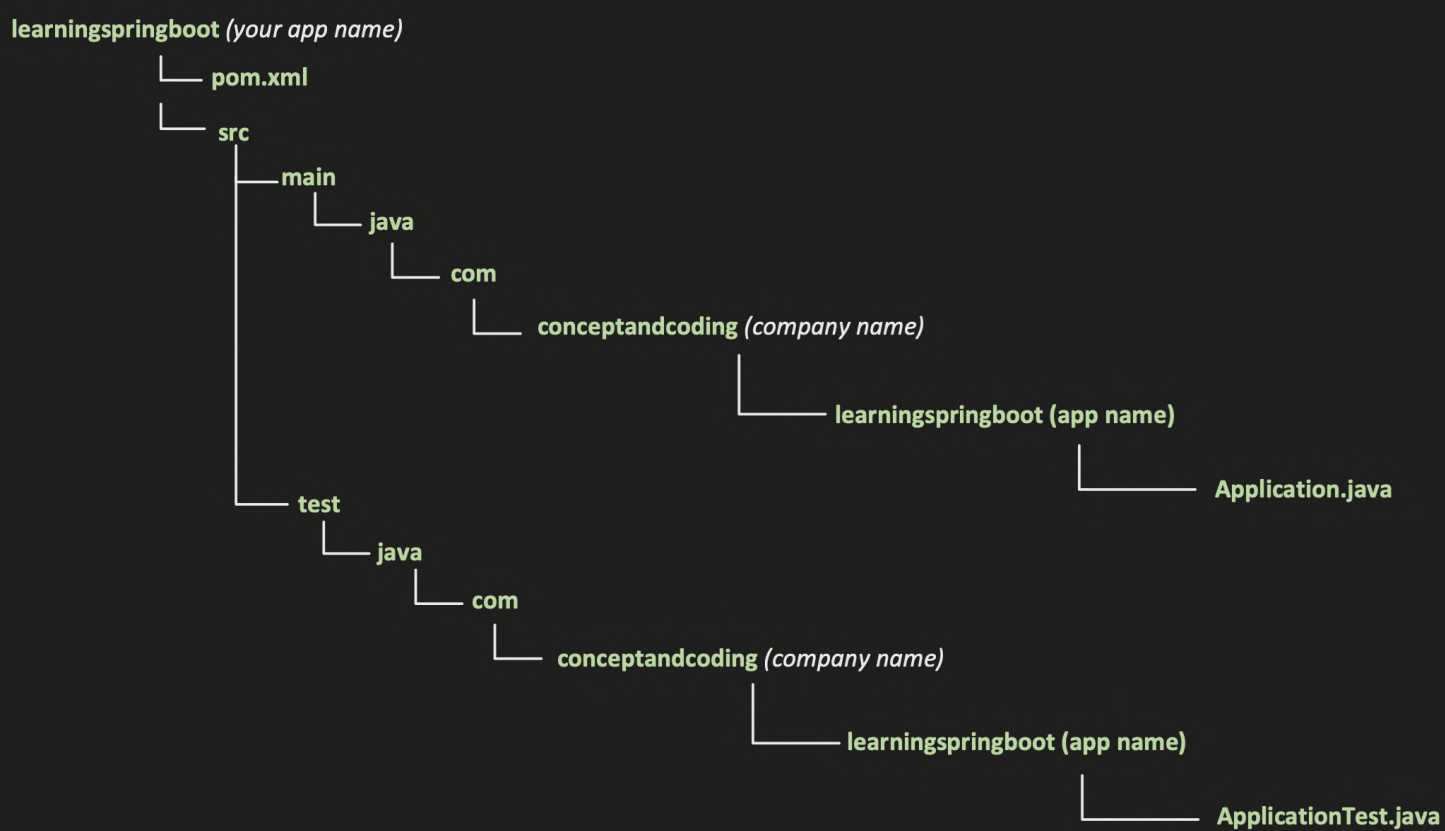 learningspringboot (your app name)
pom.xml
src
main
java
com
conceptandcoding (company name)
learningspringboot (app name)
Application.java
test
java
com
conceptandcoding (company name)
learningspringboot (app name)
ApplicationTest.java